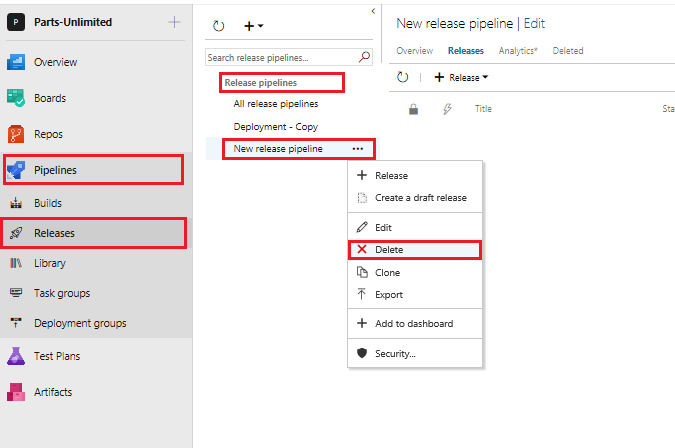 P Parts-Unlimited
Overview
Boards
Repos
Pipelines
Builds
Releases
Library
Task groups
Deployment groups
Test Plans
Artifacts
Search release pipelines...
Release pipelines
All release pipelines
Deployment - Copy
New release pipeline ...
Release
Create a draft release
Edit
Delete
Clone
Export
Add to dashboard
Security...
New release pipeline | Edit
Overview Releases Analytics* Deleted
Release
Title Sta